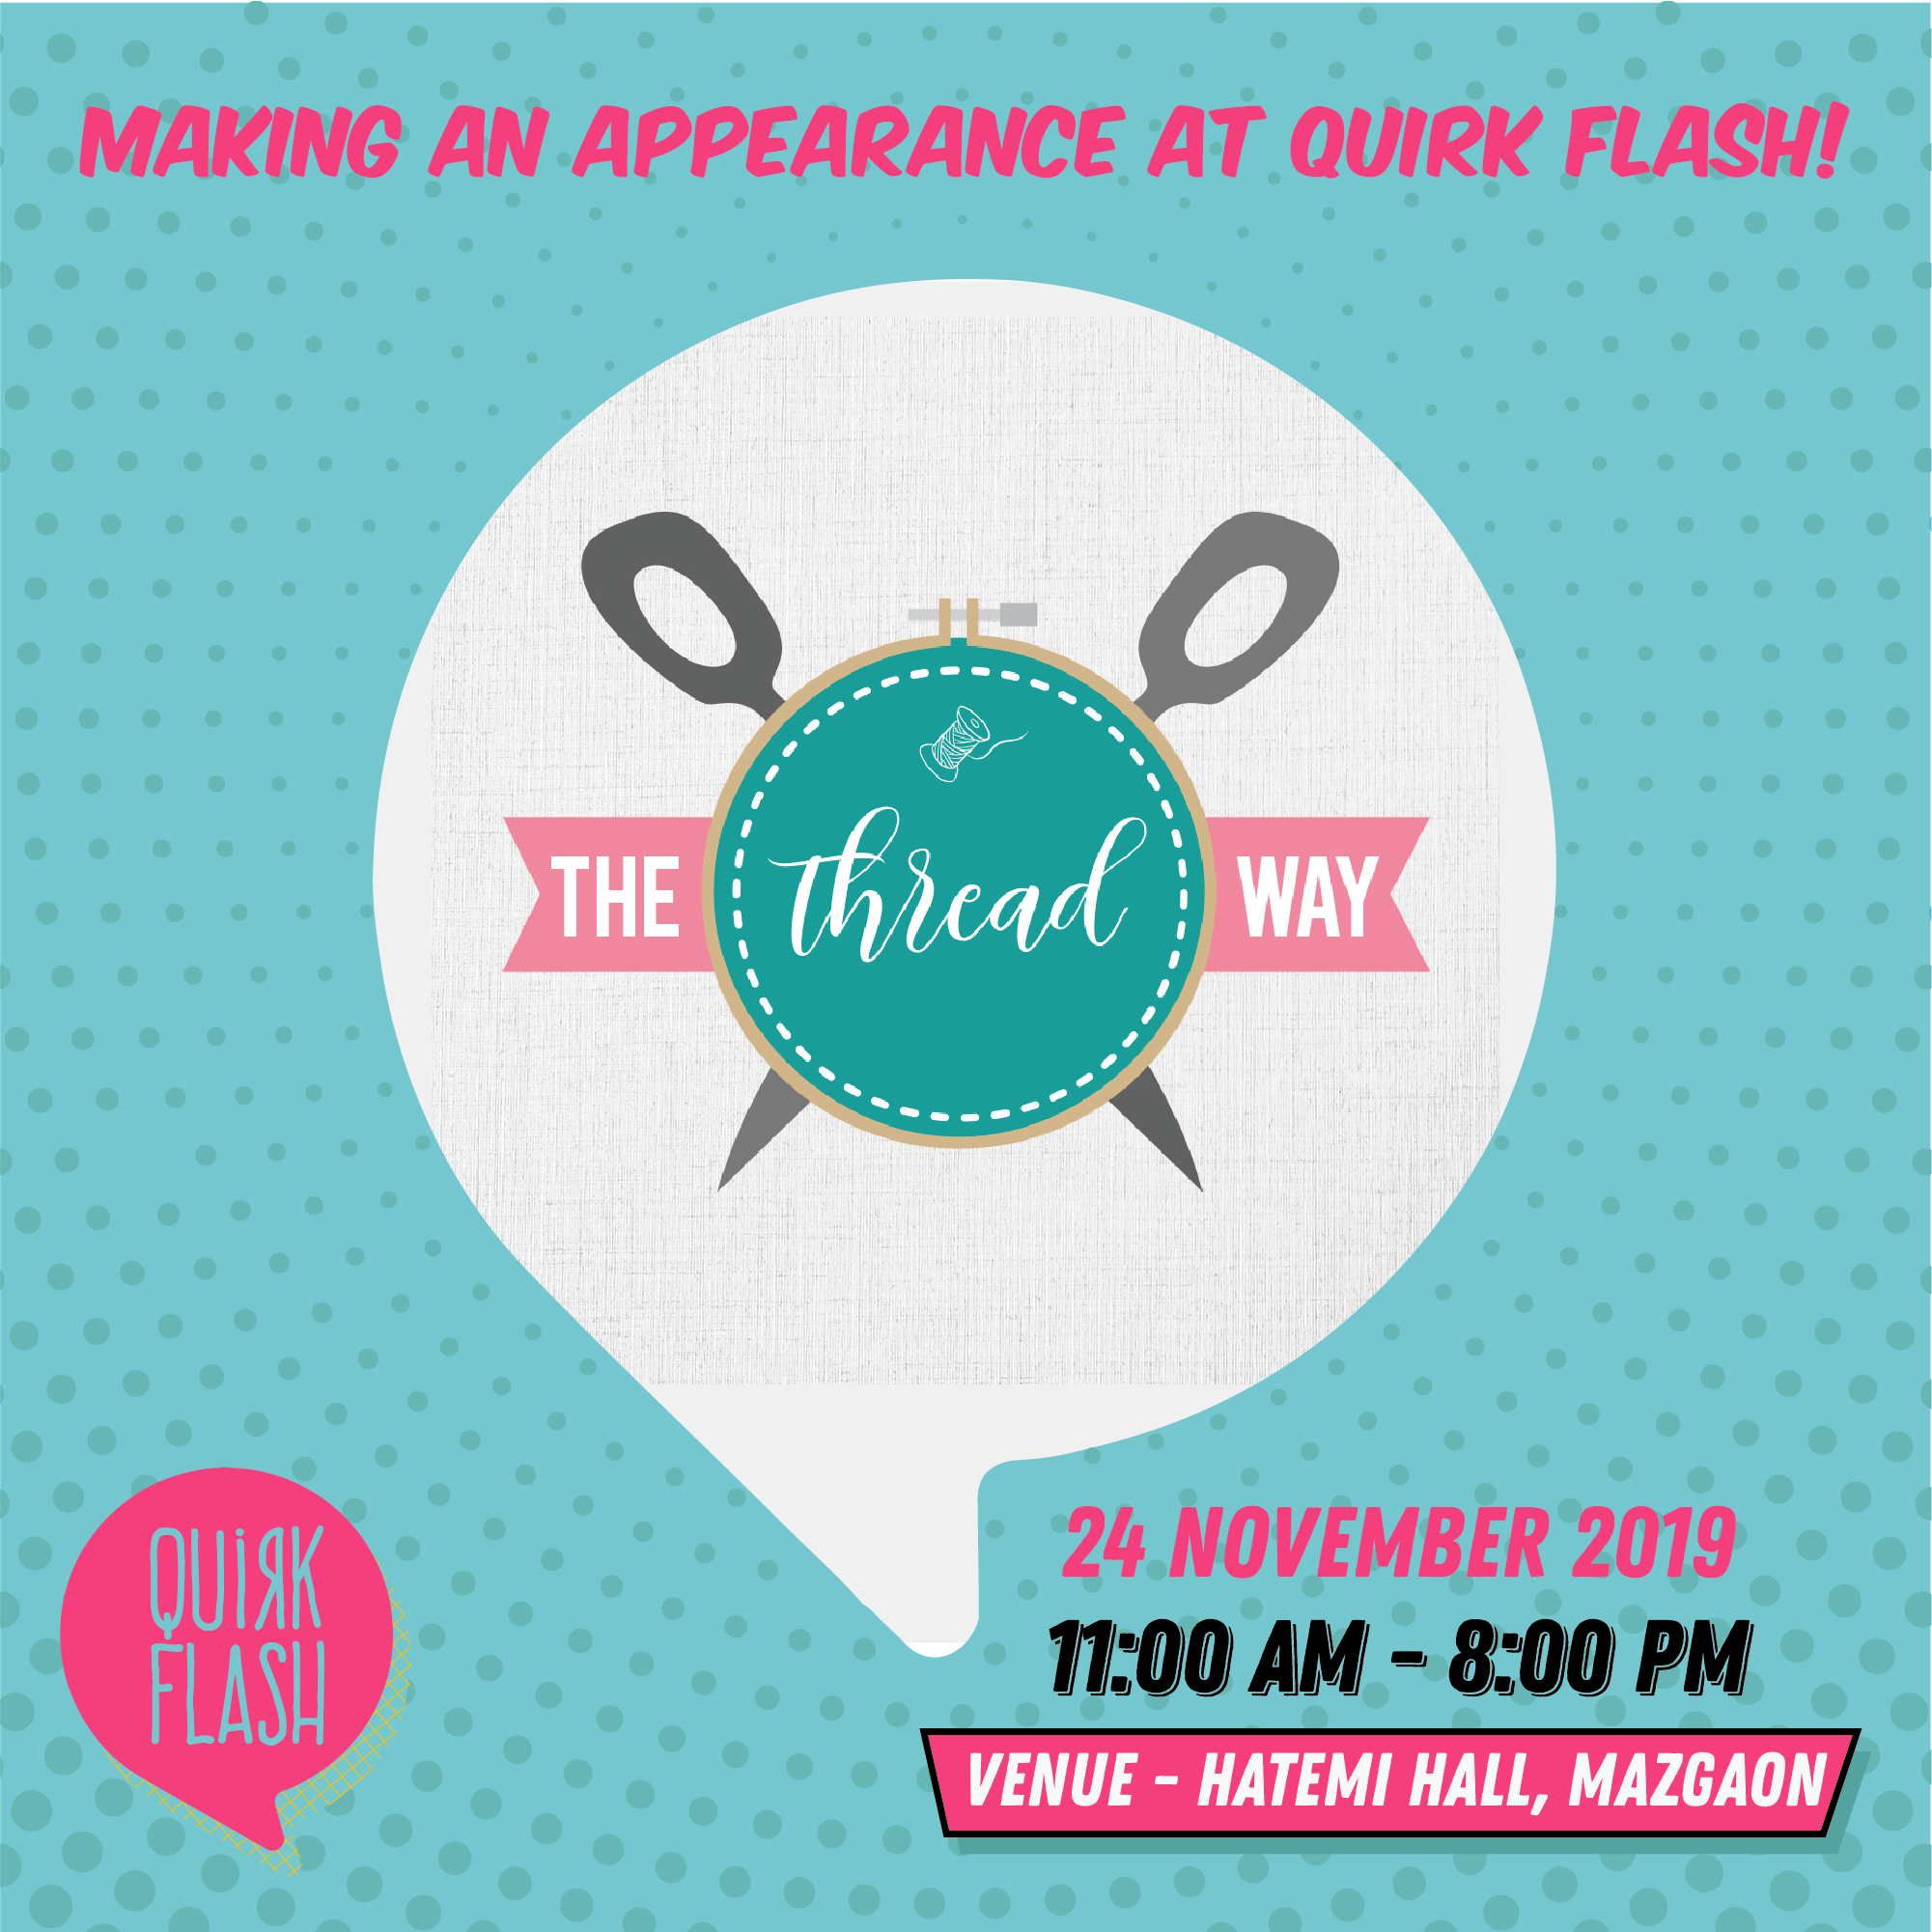 MAKING AN APPEARANCE AT QUIRK FLASH!
THE thread WAY
24 NOVEMBER 2019
11:00 AM - 8:00 PM
VENUE - HATEMI HALL, MAZGAON
QUiRK
FLASH